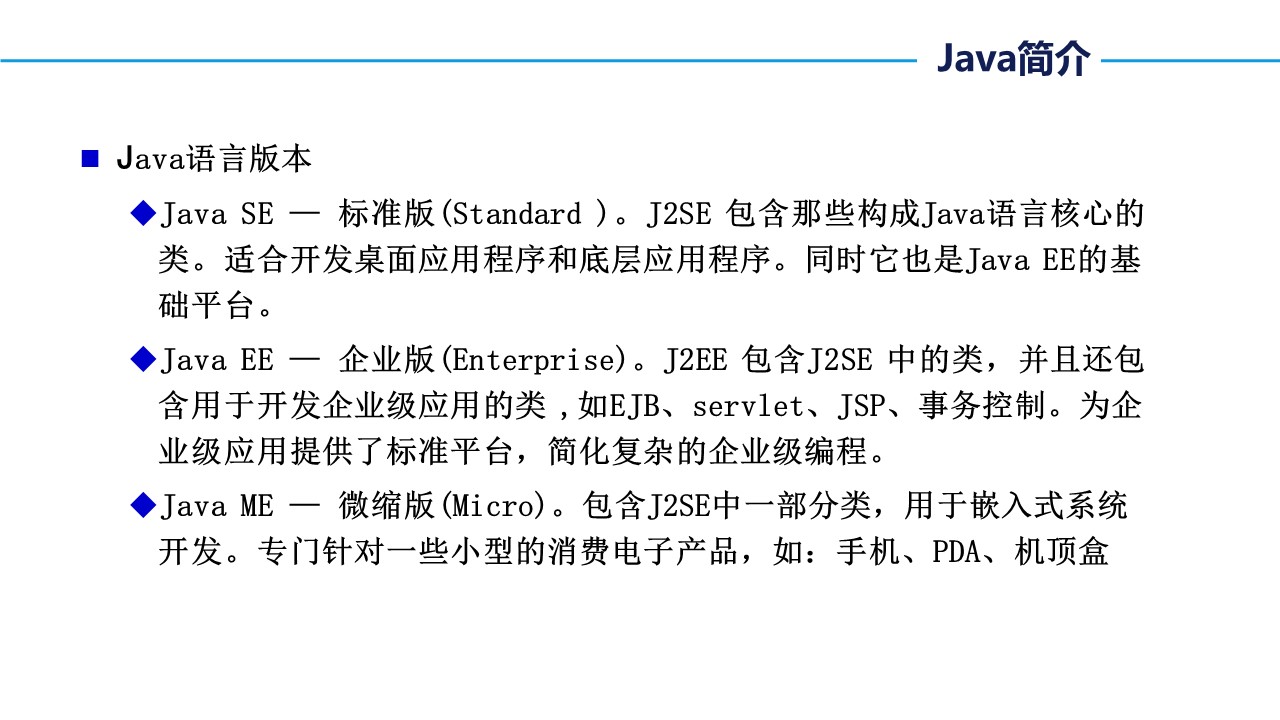 Java简介
Java语言版本
Java SE — 标准版(Standard )。J2SE 包含那些构成Java语言核心的
类。适合开发桌面应用程序和底层应用程序。同时它也是Java EE的基
础平台。
Java EE — 企业版(Enterprise)。J2EE 包含J2SE 中的类，并且还包
含用于开发企业级应用的类 ,如EJB、servlet、JSP、事务控制。为企
业级应用提供了标准平台，简化复杂的企业级编程。
Java ME — 微缩版(Micro)。包含J2SE中一部分类，用于嵌入式系统
开发。专门针对一些小型的消费电子产品，如：手机、PDA、机顶盒